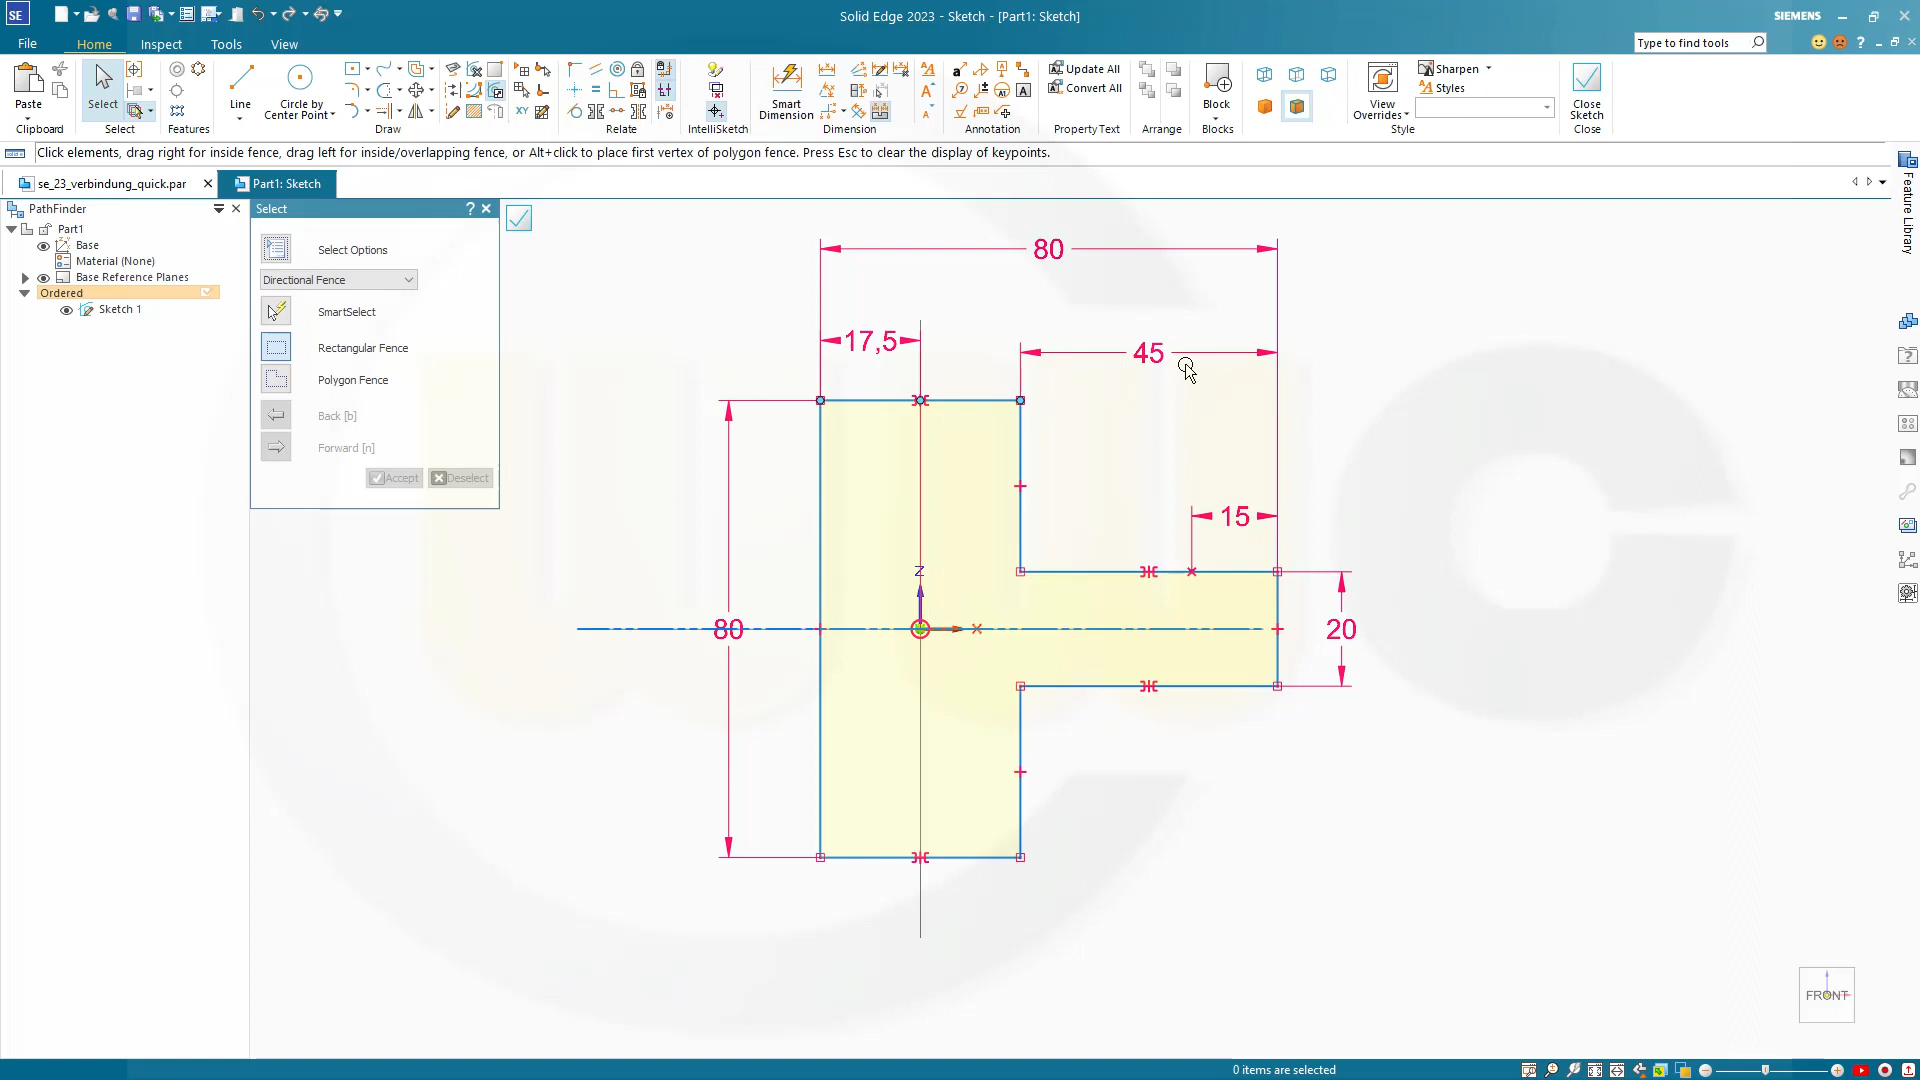 SE
Solid Edge 2023 - Sketch - [Part1: Sketch]
SIEMENS
File
Home
Inspect
Tools
View
Type to find tools
Paste
Clipboard
Select
Select
Features
Line
Circle by
Center Point
Draw
Relate
IntelliSketch
Smart
Dimension
Dimension
Annotation
Update All
Convert All
PropertyText
Arrange
Block
Blocks
View
Overrides
Sharpen
Styles
Style
Close
Sketch
Close
Click elements, drag right for inside fence, drag left for inside/overlapping fence, or Alt+click to place first vertex of polygon fence. Press Esc to clear the display of keypoints.
se_23_verbindung_quick.par
Part1: Sketch
PathFinder
Part1
Base
Material (None)
Base Reference Planes
Ordered
Sketch 1
Select
Select Options
Directional Fence
SmartSelect
Rectangular Fence
Polygon Fence
Back [b]
Forward [n]
Accept
Deselect
80
17,5
45
15
80
20
Z
X
FRONT
Feature Library
0 items are selected